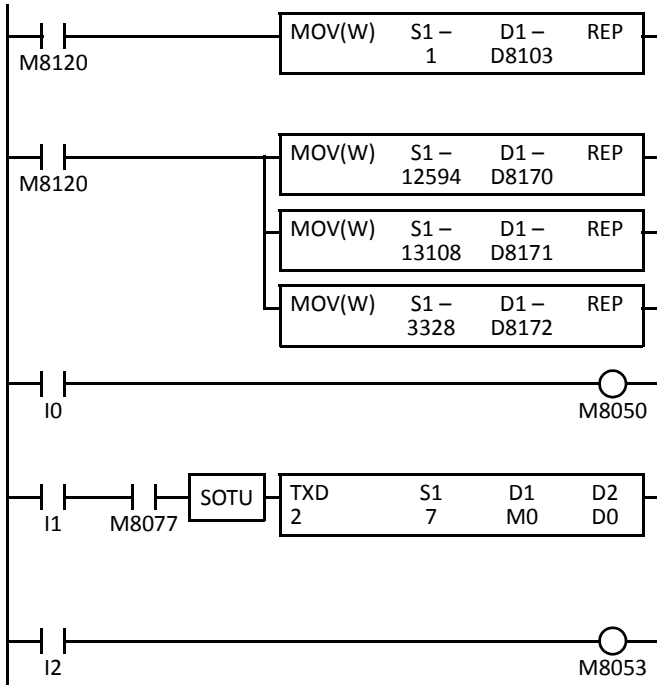 MOV(W) S1 – D1 – REP
1 D8103
M8120
MOV(W) S1 – D1 – REP
12594 D8170
M8120
MOV(W) S1 – D1 – REP
13108 D8171
MOV(W) S1 – D1 – REP
3328 D8172
I0 M8050
SOTU TXD S1 D1 D2
2 7 M0 D0
I1 M8077
I2 M8053